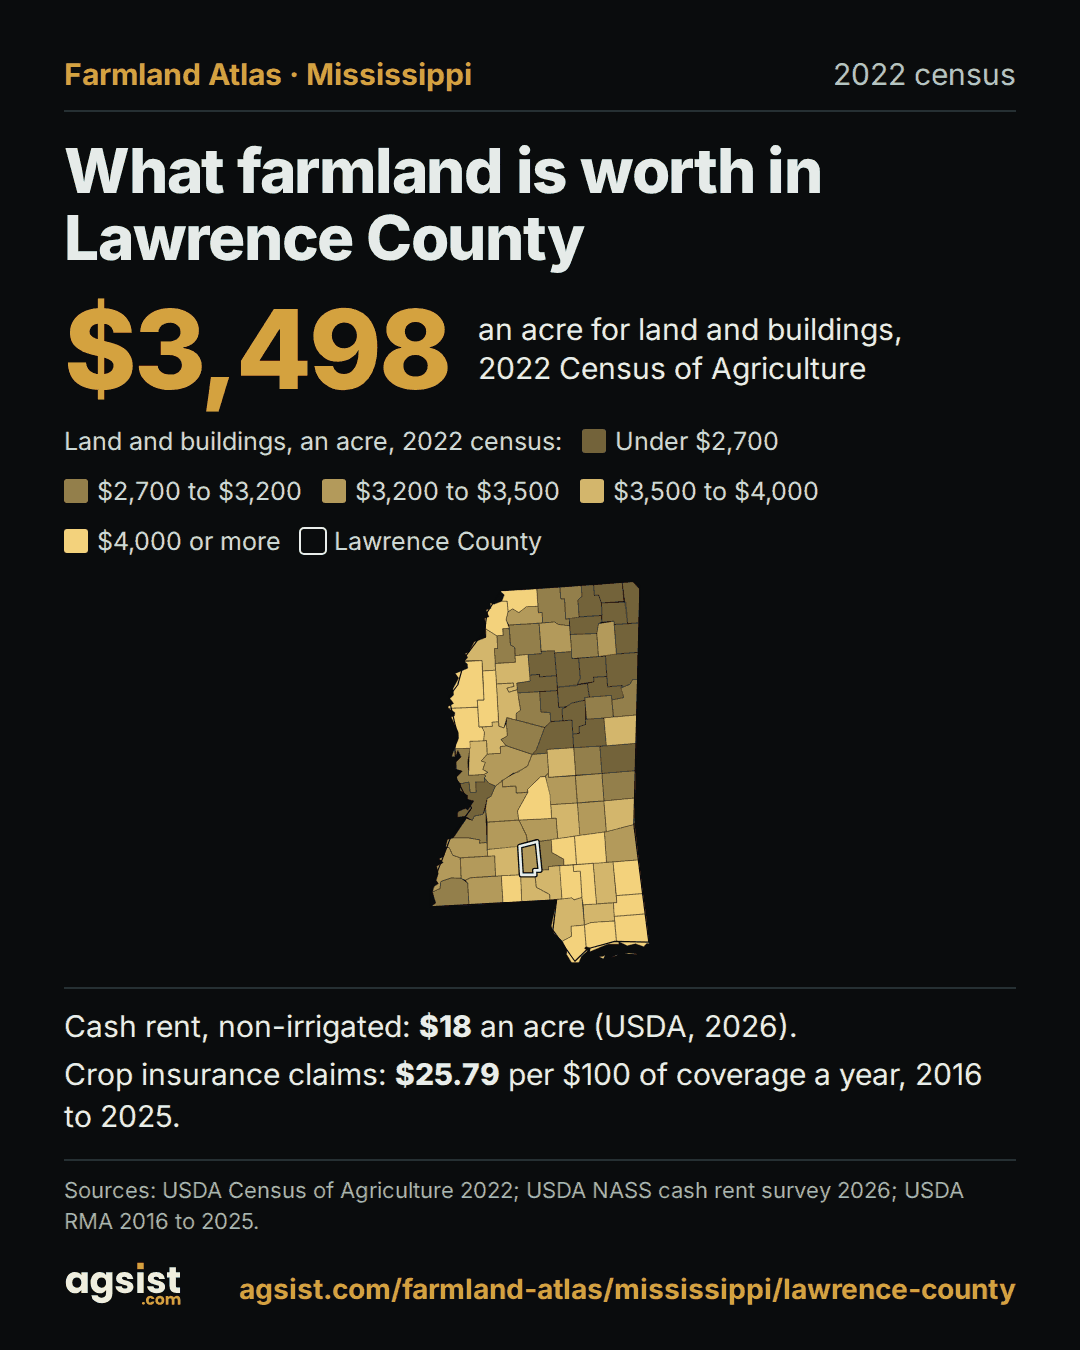 Farmland Atlas · Mississippi
2022 census
What farmland is worth in
Lawrence County
$3,498
an acre for land and buildings,
2022 Census of Agriculture
Land and buildings, an acre, 2022 census: Under $2,700
$2,700 to $3,200 $3,200 to $3,500 $3,500 to $4,000
$4,000 or more Lawrence County
Cash rent, non-irrigated: $18 an acre (USDA, 2026).
Crop insurance claims: $25.79 per $100 of coverage a year, 2016
to 2025.
Sources: USDA Census of Agriculture 2022; USDA NASS cash rent survey 2026; USDA
RMA 2016 to 2025.
agsist
.com
agsist.com/farmland-atlas/mississippi/lawrence-county